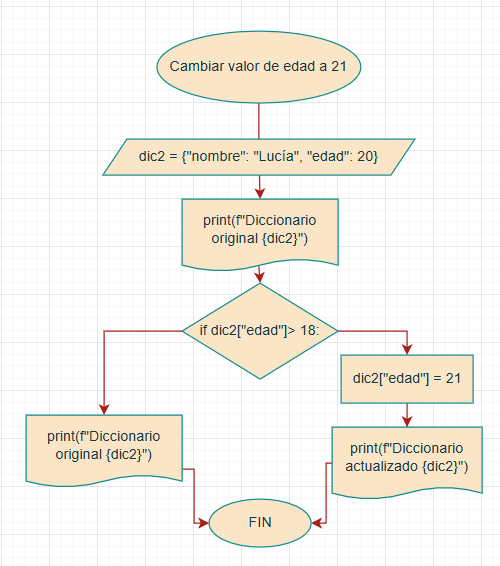 Cambiar valor de edad a 21
dic2 = {"nombre": "Lucía", "edad": 20}
print(f"Diccionario
original {dic2}")
if dic2["edad"]> 18:
dic2["edad"] = 21
print(f"Diccionario
original {dic2}")
print(f"Diccionario
actualizado {dic2}")
FIN